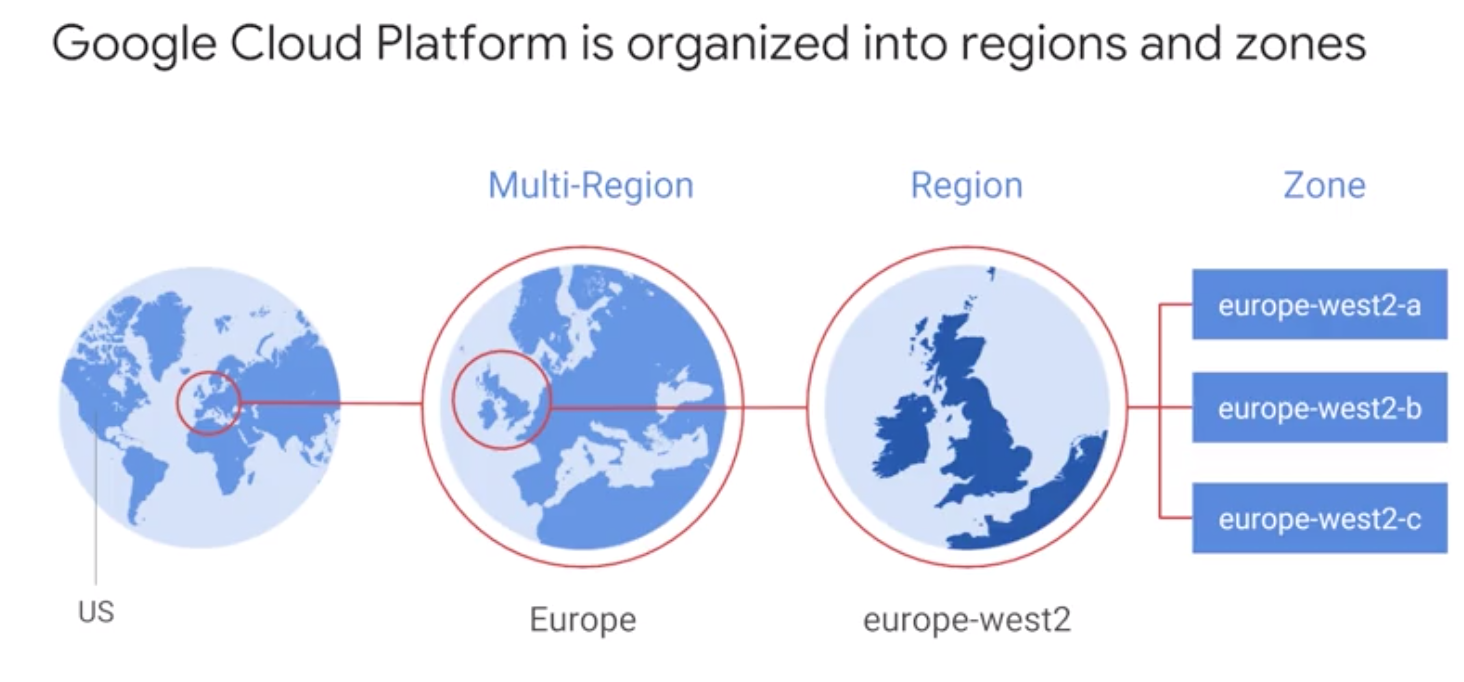 Google Cloud Platform is organized into regions and zones
Multi-Region
Region
Zone
europe-west2-a
europe-west2-b
europe-west2-c
US
Europe
europe-west2